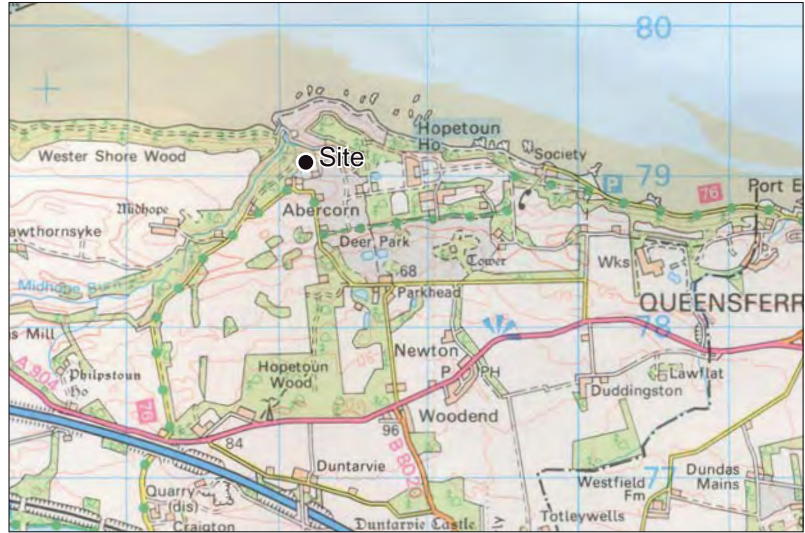 80
Hopetoun
Ho
Wester Shore Wood
Site
Society
79
P
76
Port E
Midhope
Abercorn
awthornsyke
Deer Park
Tower
Wks
Midhope Burn
68
Parkhead
QUEENSFERR
78
s Mill
Newton
A 904
Philpstoun
Ho
Hopetoun
Wood
P
PH
Lawflat
Duddingston
76
Woodend
84
96
B 8020
Duntarvie
77
Westfield
Fm
Dundas
Mains
Quarry
(dis)
Craigton
Duntarvie Castle
Totleywells